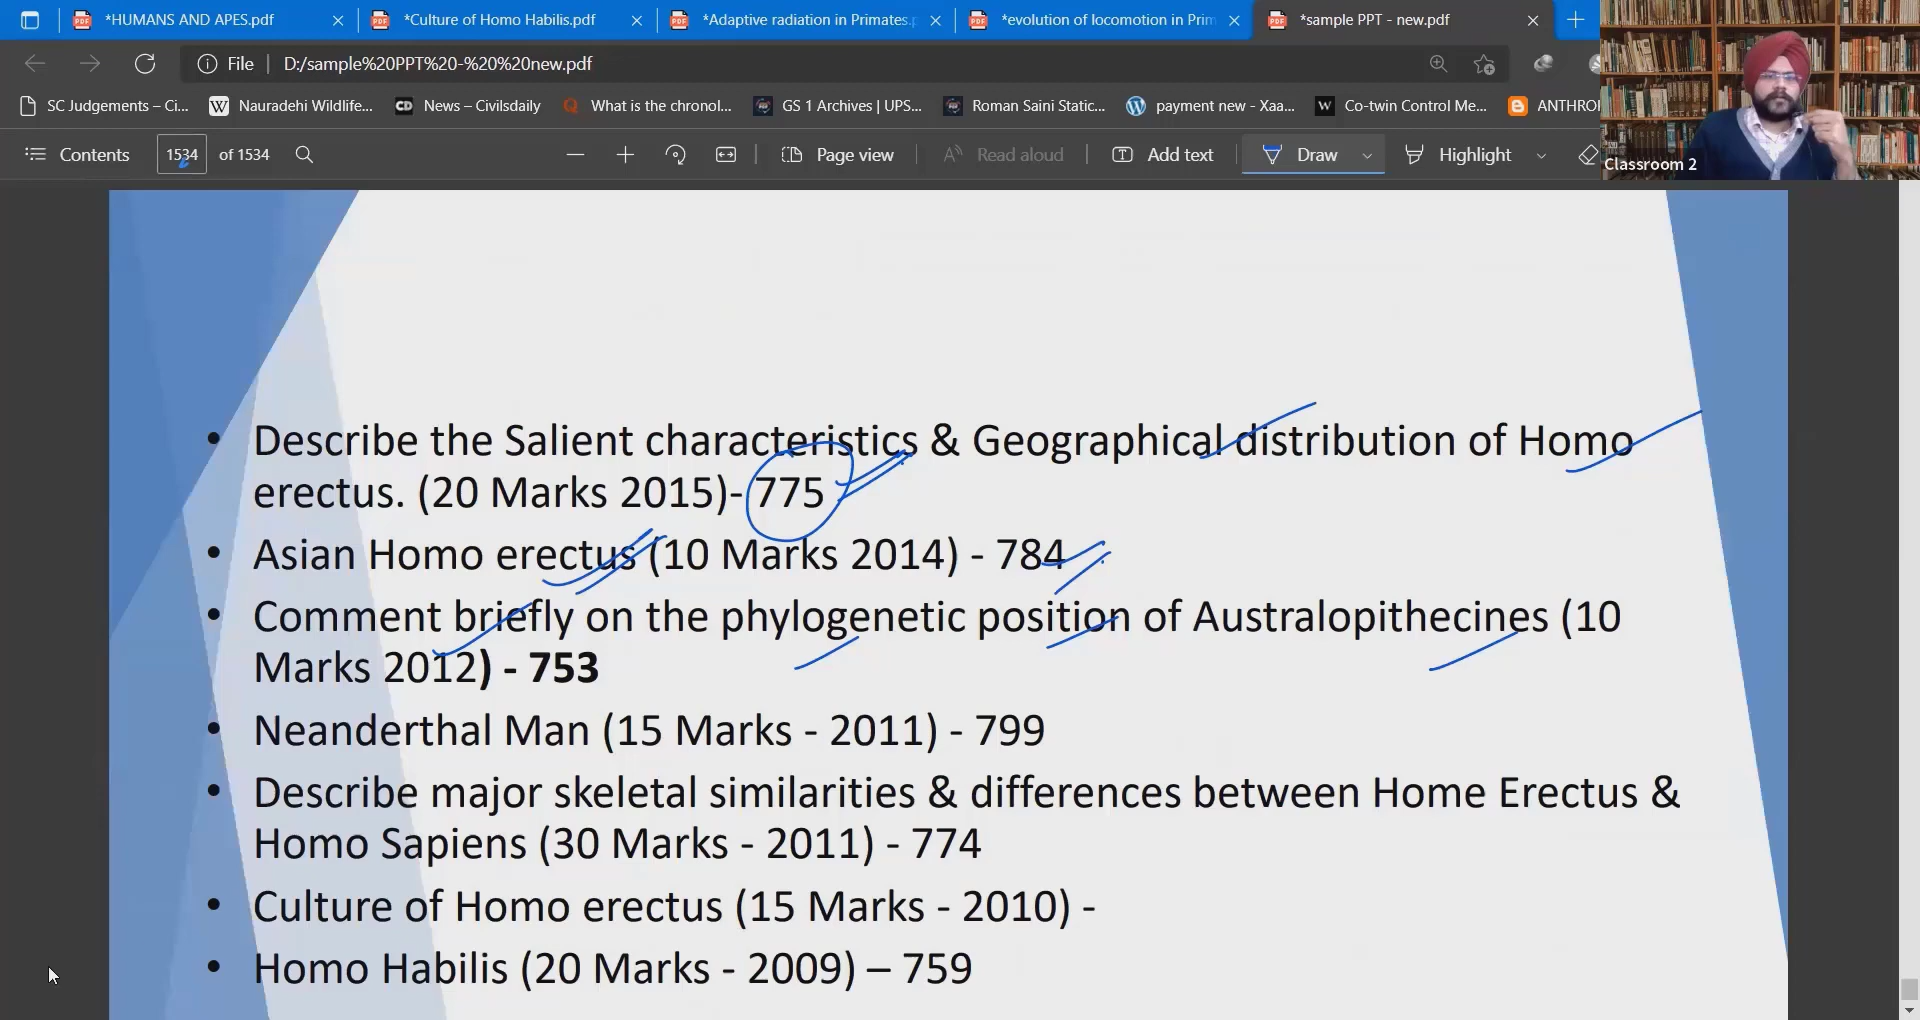 *HUMANS AND APES.pdf
*Culture of Homo Habilis.pdf
*Adaptive radiation in Primates.p
*evolution of locomotion in Prim
*sample PPT - new.pdf
File
D:/sample%20PPT%20-%20%20new.pdf
SC Judgements – Ci...
Nauradehi Wildlife...
News – Civilsdaily
What is the chronol...
GS 1 Archives | UPS...
Roman Saini Static...
payment new - Xaa...
Co-twin Control Me...
ANTHRO
Contents
1534
of 1534
Page view
Read aloud
Add text
Draw
Highlight
Classroom 2
• Describe the Salient characteristics & Geographical distribution of Homo
erectus. (20 Marks 2015)- 775
• Asian Homo erectus (10 Marks 2014) - 784
• Comment briefly on the phylogenetic position of Australopithecines (10
Marks 2012) - 753
• Neanderthal Man (15 Marks - 2011) - 799
• Describe major skeletal similarities & differences between Home Erectus &
Homo Sapiens (30 Marks - 2011) - 774
• Culture of Homo erectus (15 Marks - 2010) -
• Homo Habilis (20 Marks - 2009) – 759